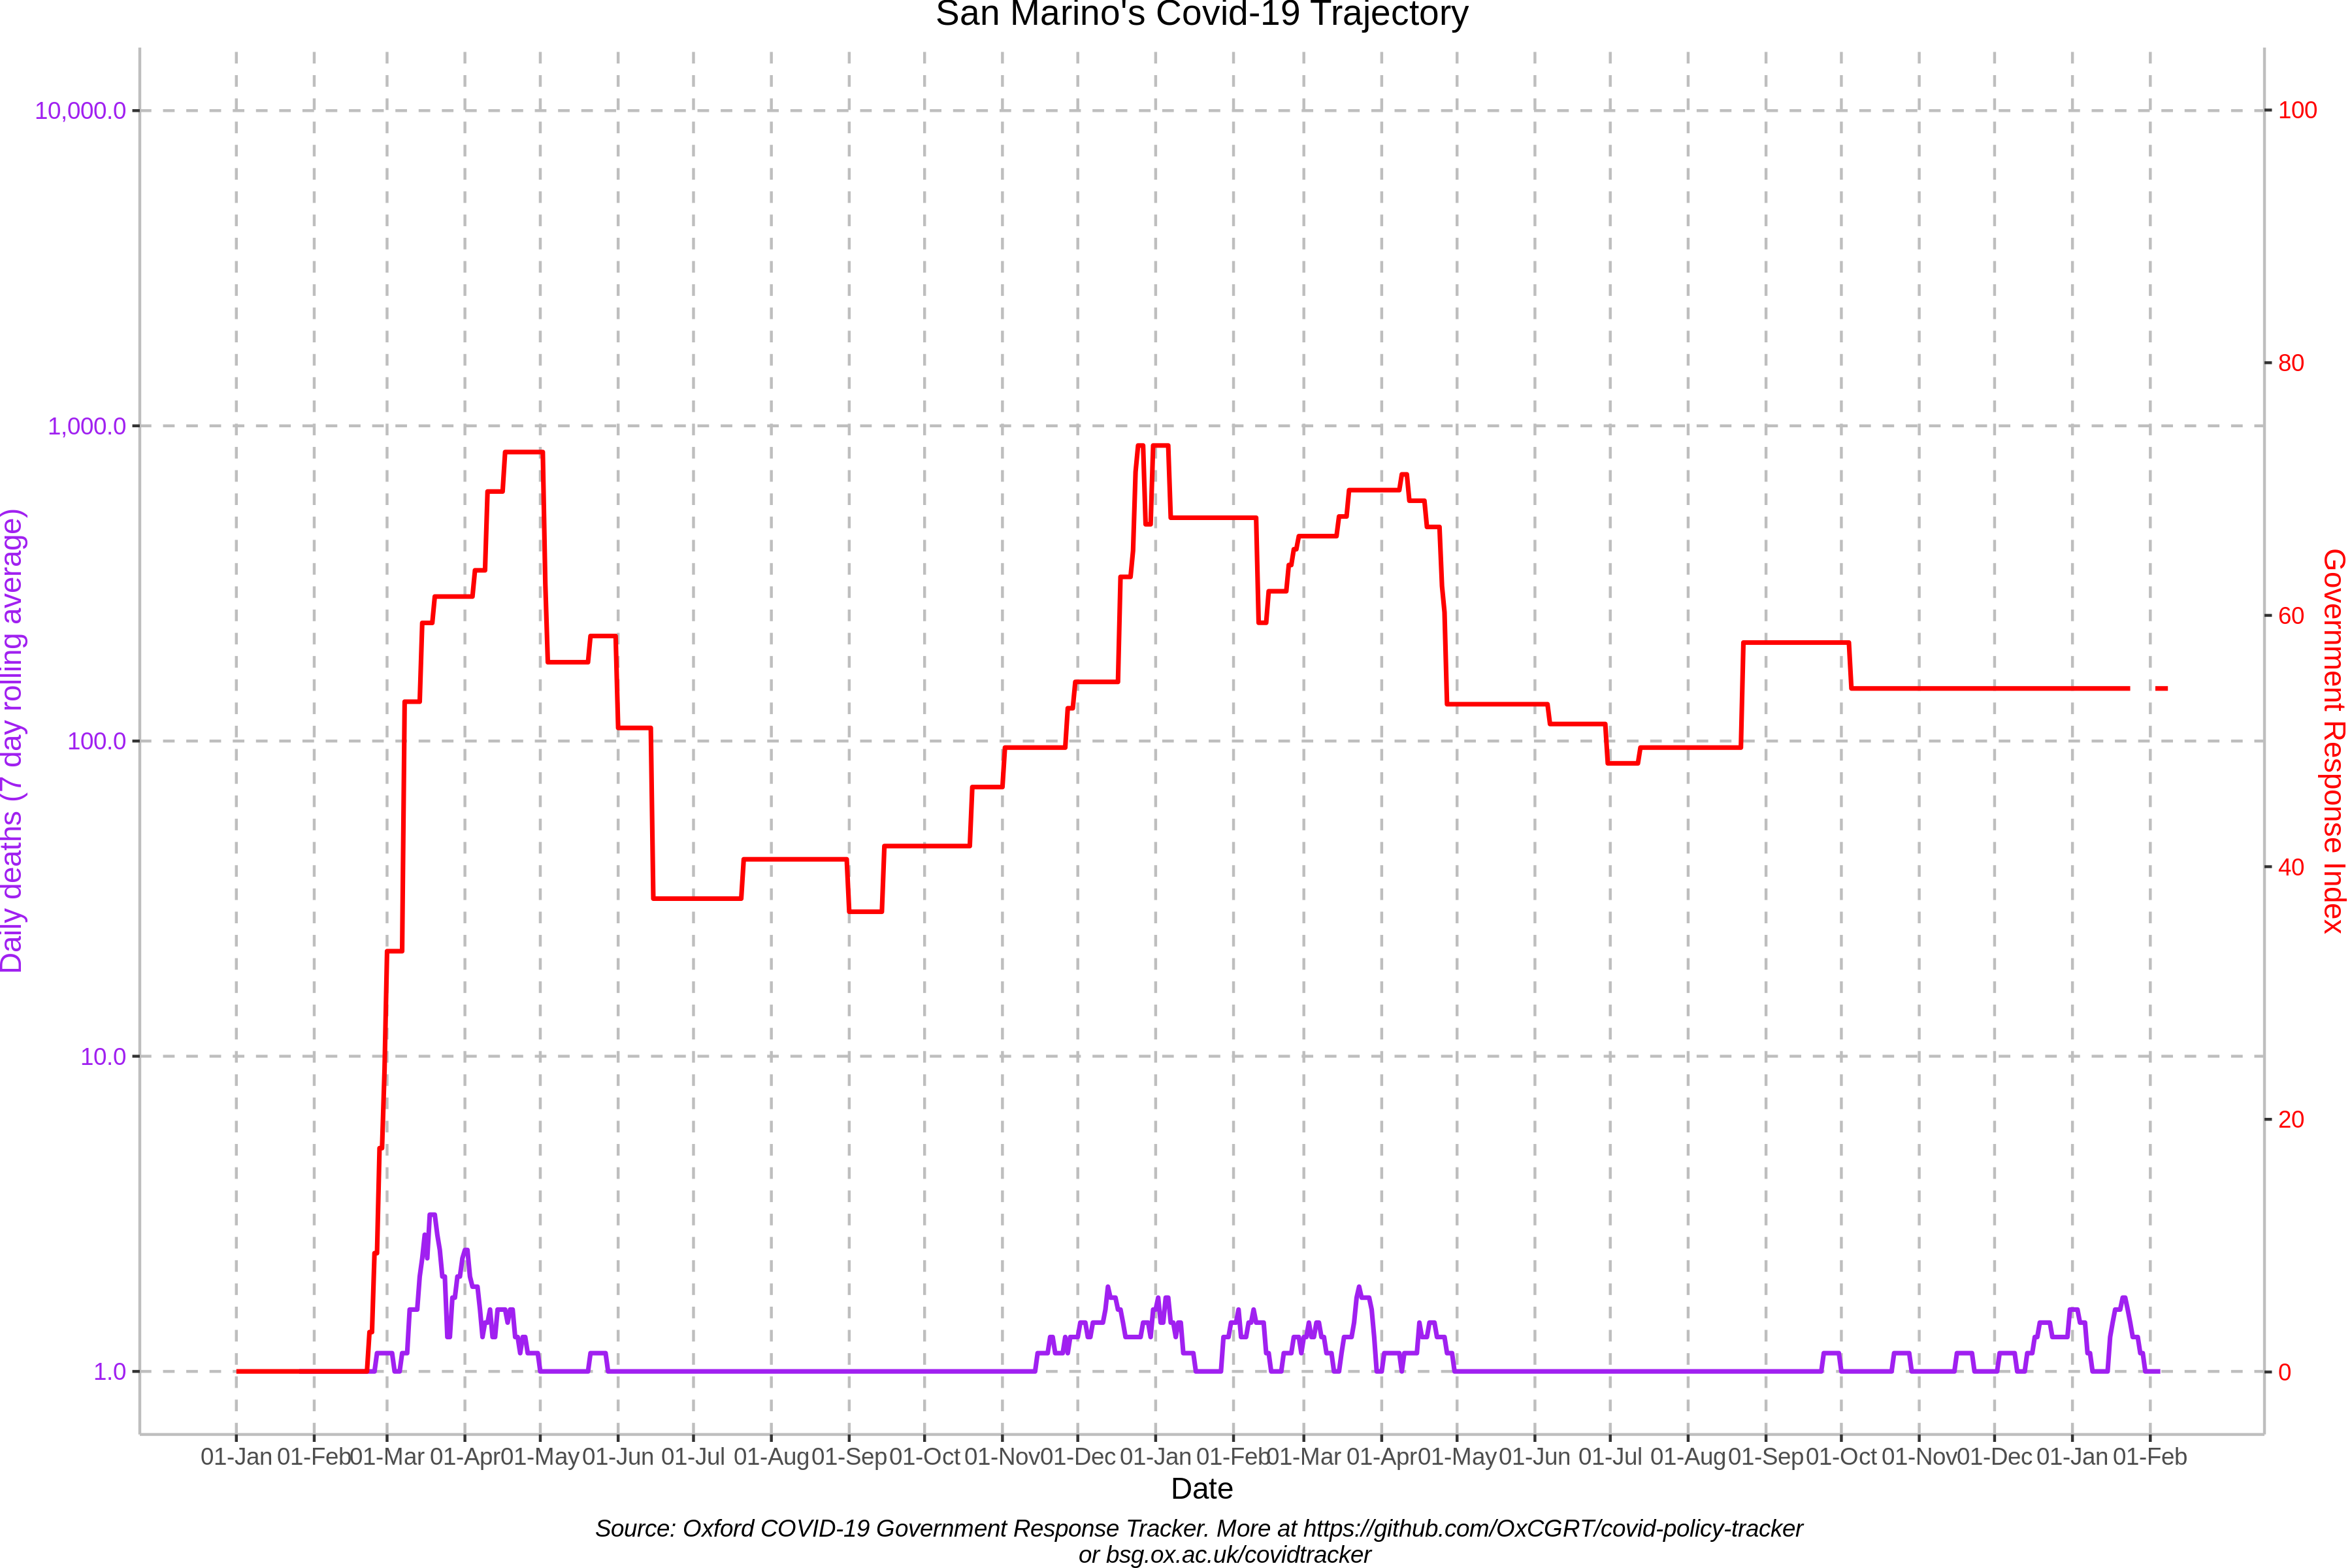 San Marino's Covid-19 Trajectory
10,000.0
1,000.0
100.0
10.0
1.0
Daily deaths (7 day rolling average)
100
80
60
40
20
0
Government Response Index
01-Jan 01-Feb 01-Mar 01-Apr 01-May 01-Jun 01-Jul 01-Aug 01-Sep 01-Oct 01-Nov 01-Dec 01-Jan 01-Feb 01-Mar 01-Apr 01-May 01-Jun 01-Jul 01-Aug 01-Sep 01-Oct 01-Nov 01-Dec 01-Jan 01-Feb
Date
Source: Oxford COVID-19 Government Response Tracker. More at https://github.com/OxCGRT/covid-policy-tracker
or bsg.ox.ac.uk/covidtracker